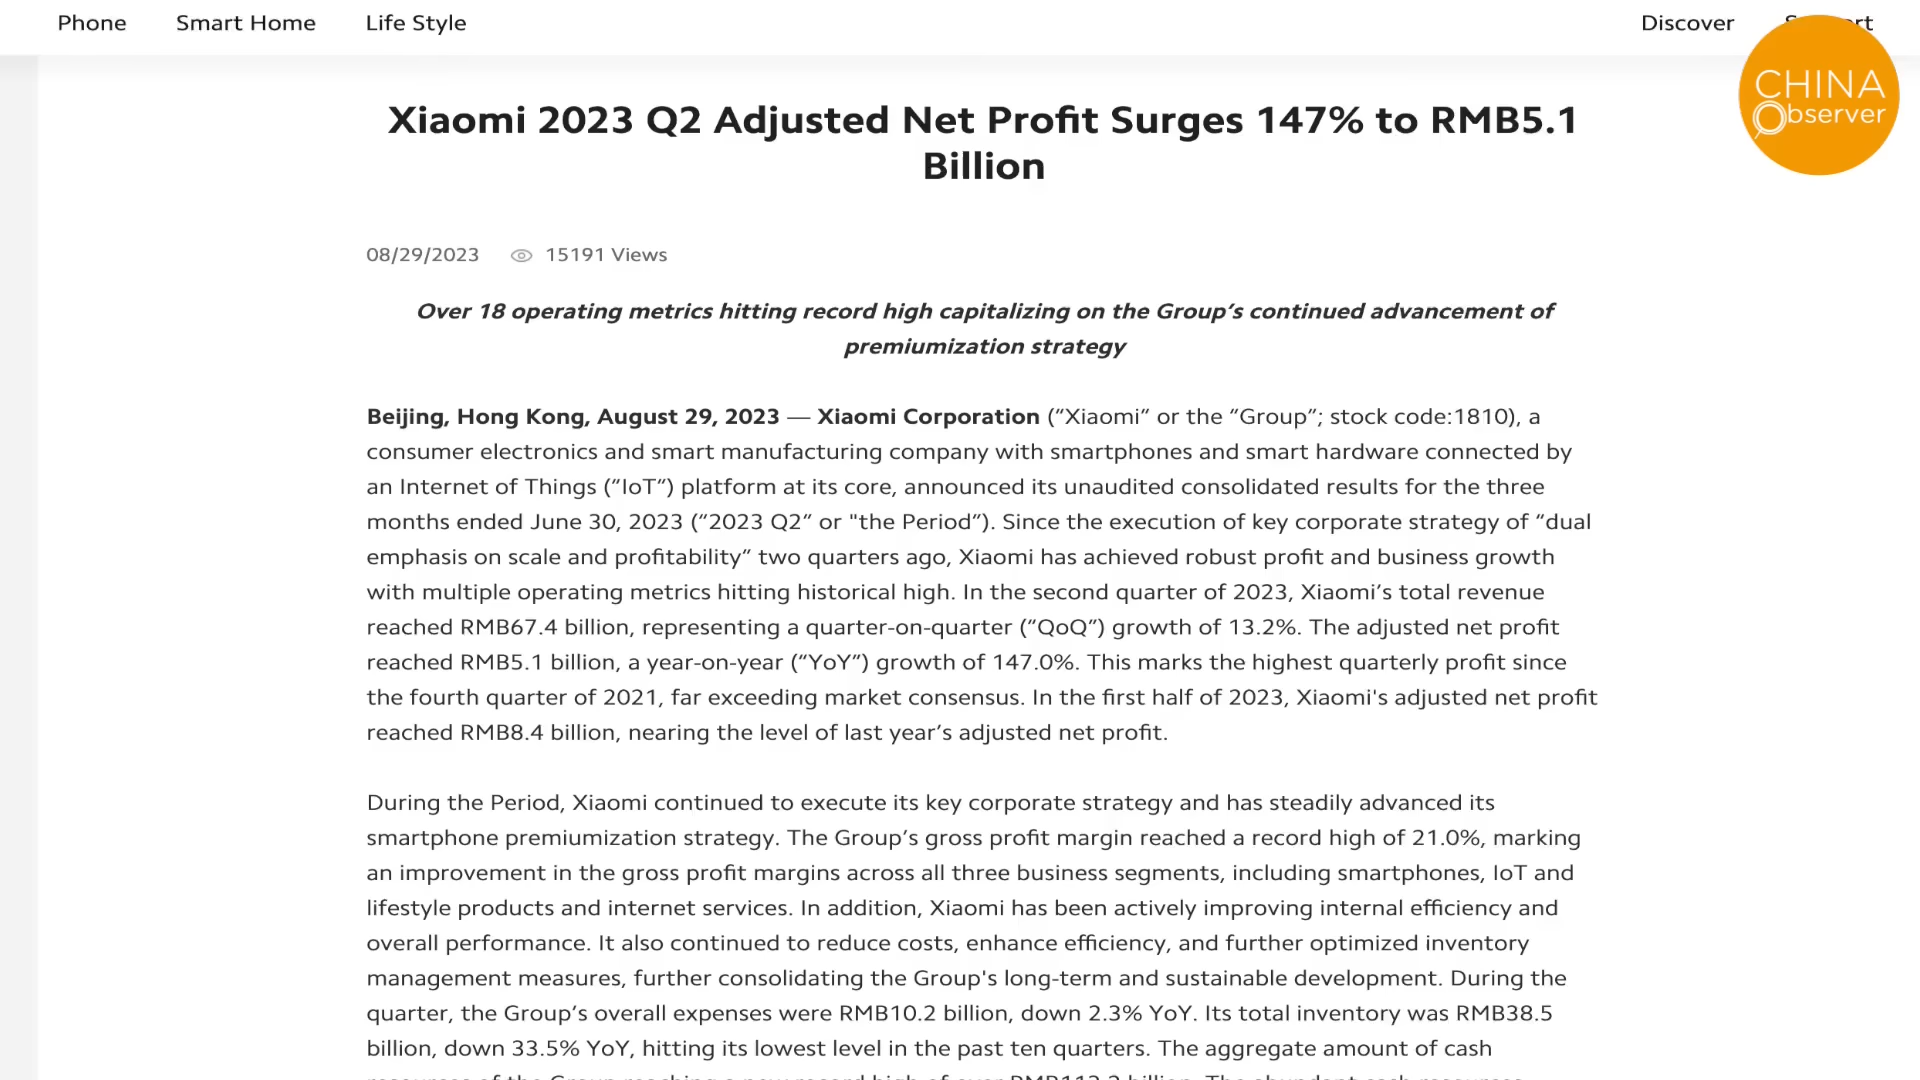 Phone Smart Home Life Style Discover
CHINA
Observer
Xiaomi 2023 Q2 Adjusted Net Profit Surges 147% to RMB5.1
Billion
08/29/2023 15191 Views
Over 18 operating metrics hitting record high capitalizing on the Group’s continued advancement of
premiumization strategy
Beijing, Hong Kong, August 29, 2023 — Xiaomi Corporation (“Xiaomi” or the “Group”; stock code:1810), a
consumer electronics and smart manufacturing company with smartphones and smart hardware connected by
an Internet of Things (“IoT”) platform at its core, announced its unaudited consolidated results for the three
months ended June 30, 2023 (“2023 Q2” or "the Period”). Since the execution of key corporate strategy of “dual
emphasis on scale and profitability” two quarters ago, Xiaomi has achieved robust profit and business growth
with multiple operating metrics hitting historical high. In the second quarter of 2023, Xiaomi’s total revenue
reached RMB67.4 billion, representing a quarter-on-quarter (“QoQ”) growth of 13.2%. The adjusted net profit
reached RMB5.1 billion, a year-on-year (“YoY”) growth of 147.0%. This marks the highest quarterly profit since
the fourth quarter of 2021, far exceeding market consensus. In the first half of 2023, Xiaomi's adjusted net profit
reached RMB8.4 billion, nearing the level of last year’s adjusted net profit.
During the Period, Xiaomi continued to execute its key corporate strategy and has steadily advanced its
smartphone premiumization strategy. The Group’s gross profit margin reached a record high of 21.0%, marking
an improvement in the gross profit margins across all three business segments, including smartphones, IoT and
lifestyle products and internet services. In addition, Xiaomi has been actively improving internal efficiency and
overall performance. It also continued to reduce costs, enhance efficiency, and further optimized inventory
management measures, further consolidating the Group's long-term and sustainable development. During the
quarter, the Group’s overall expenses were RMB10.2 billion, down 2.3% YoY. Its total inventory was RMB38.5
billion, down 33.5% YoY, hitting its lowest level in the past ten quarters. The aggregate amount of cash